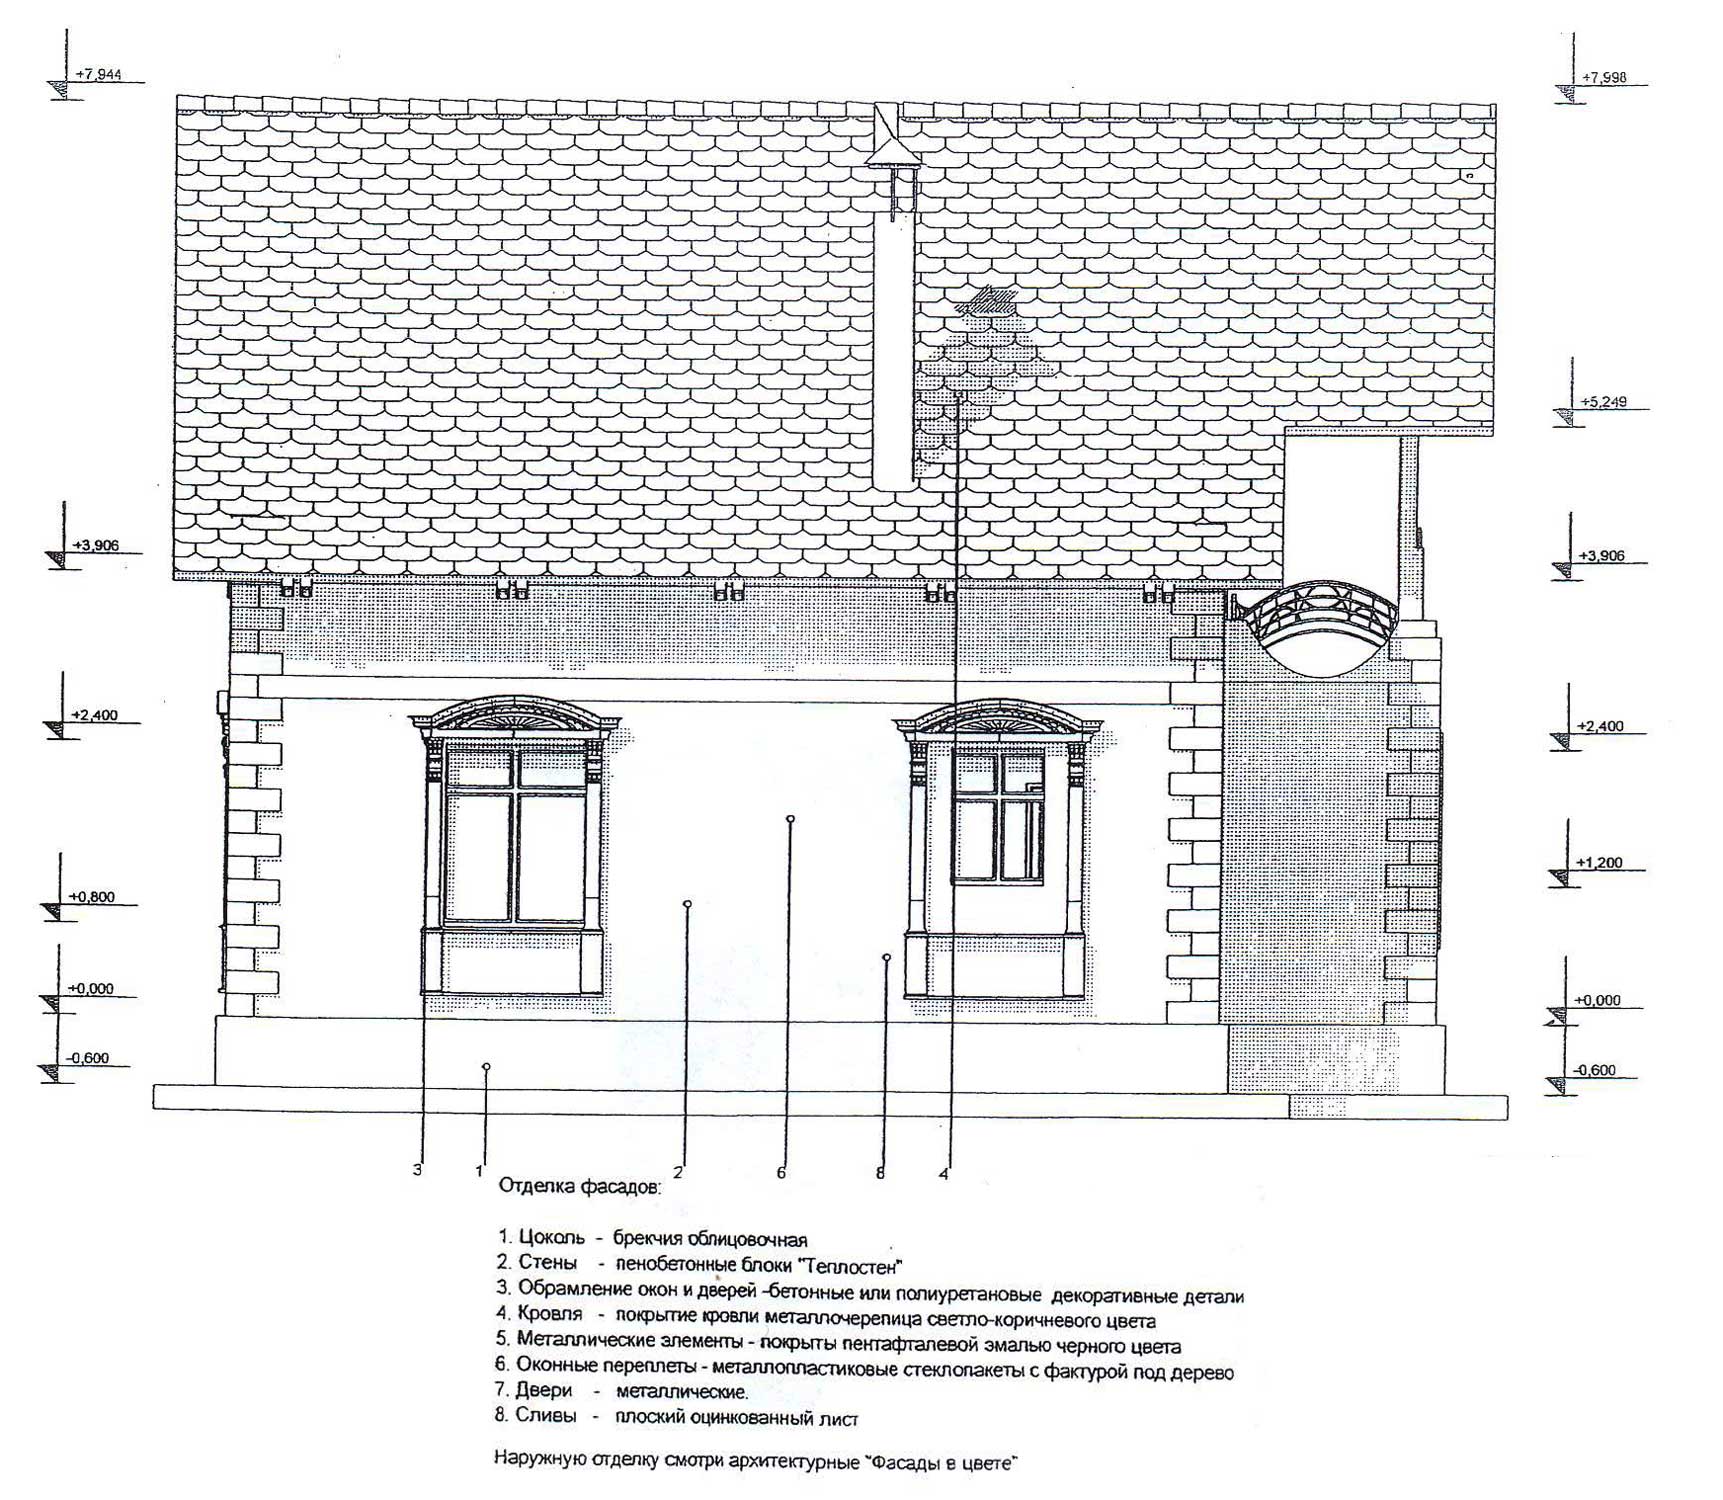 +7,944
+7,998
+5,249
+3,906
+3,906
+2,400
+2,400
+1,200
+0,800
+0,000
+0,000
-0,600
-0,600
3 1 2 6 8 4
Отделка фасадов:
1. Цоколь - брекчия облицовочная
2. Стены - пенобетонные блоки "Теплостен"
3. Обрамление окон и дверей -бетонные или полиуретановые декоративные детали
4. Кровля - покрытие кровли металлочерепица светло-коричневого цвета
5. Металлические элементы - покрыты пентафталевой эмалью черного цвета
6. Оконные переплеты - металлопластиковые стеклопакеты с фактурой под дерево
7. Двери - металлические.
8. Сливы - плоский оцинкованный лист
Наружную отделку смотри архитектурные "Фасады в цвете"